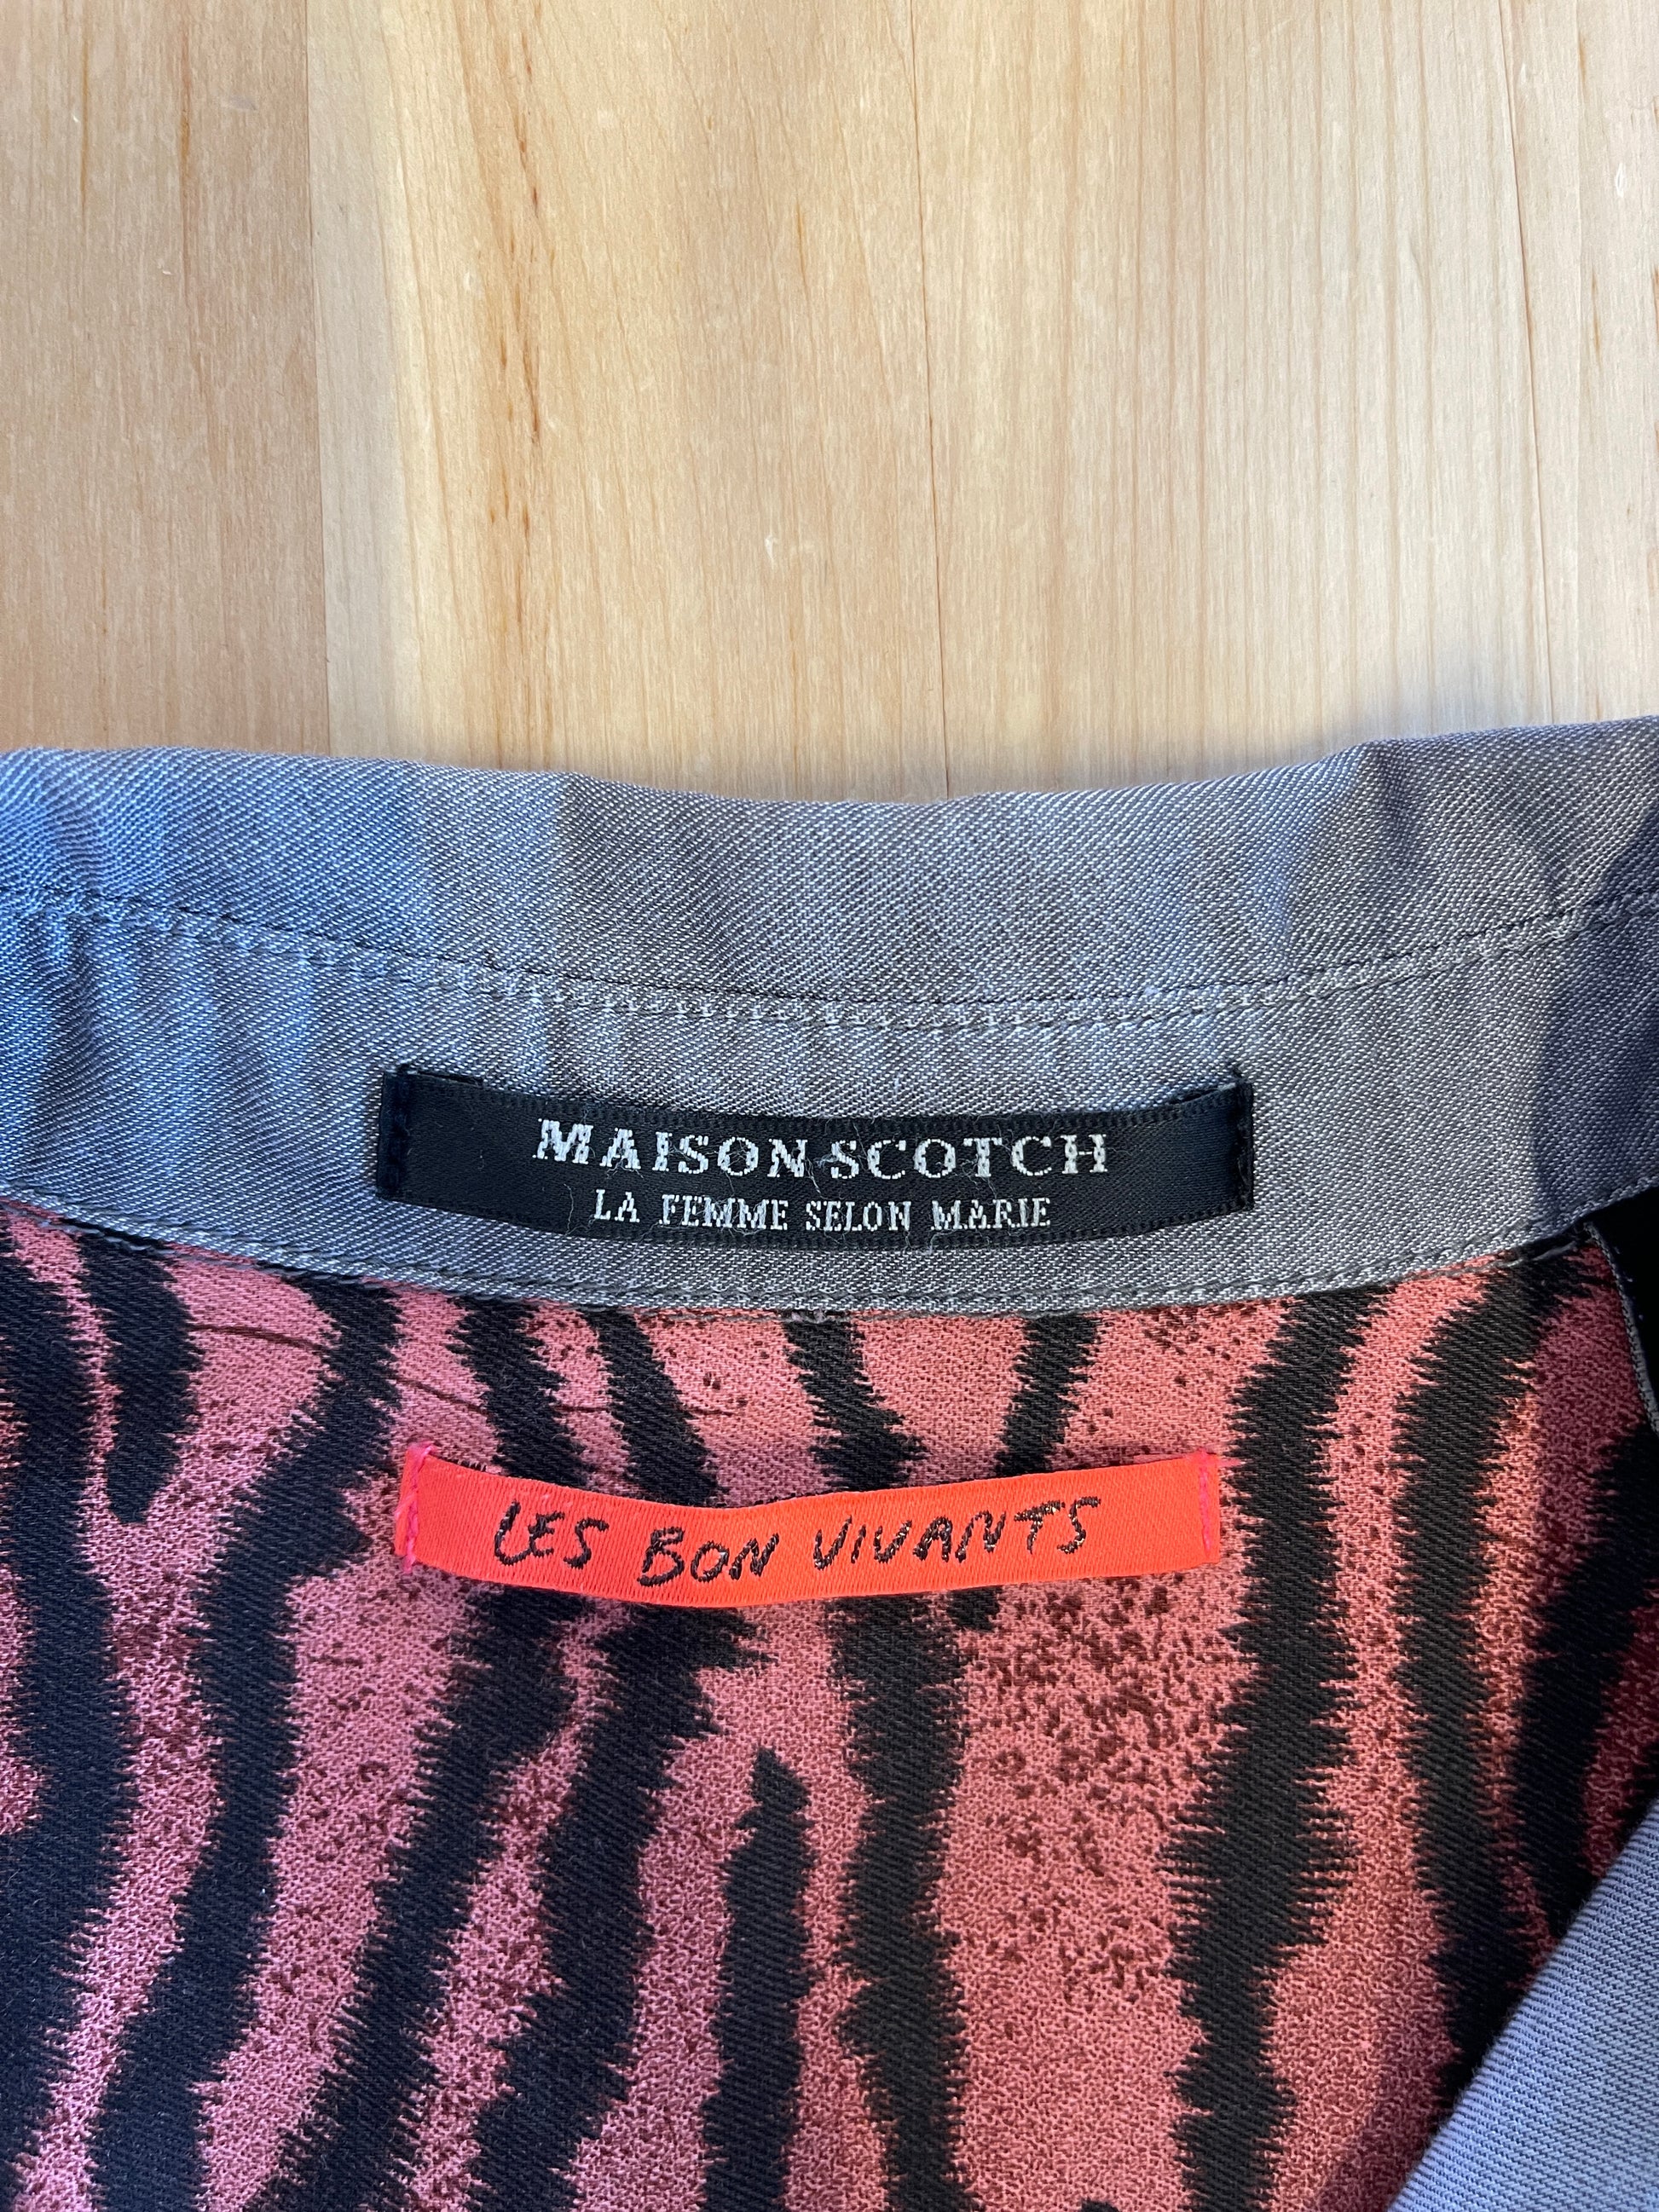 MAISON SCOTCH
LA FEMME SELON MARIE
LES BON VIVANTS